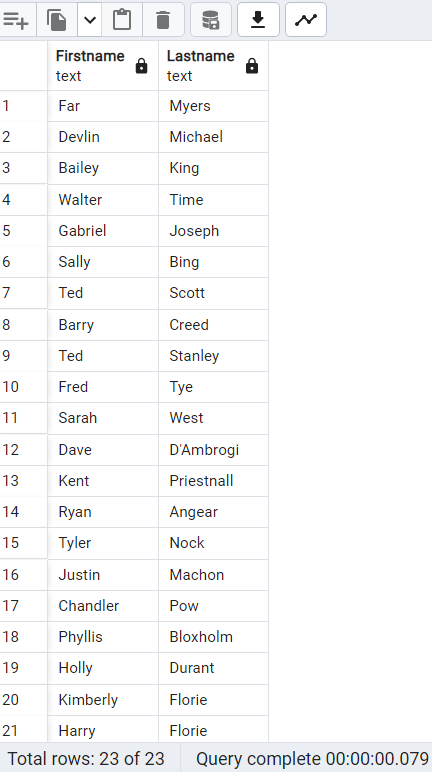 Firstname Lastname
text text
1 Far Myers
2 Devlin Michael
3 Bailey King
4 Walter Time
5 Gabriel Joseph
6 Sally Bing
7 Ted Scott
8 Barry Creed
9 Ted Stanley
10 Fred Tye
11 Sarah West
12 Dave D'Ambrogi
13 Kent Priestnall
14 Ryan Angear
15 Tyler Nock
16 Justin Machon
17 Chandler Pow
18 Phyllis Bloxholm
19 Holly Durant
20 Kimberly Florie
21 Harry Florie
Total rows: 23 of 23 Query complete 00:00:00.079